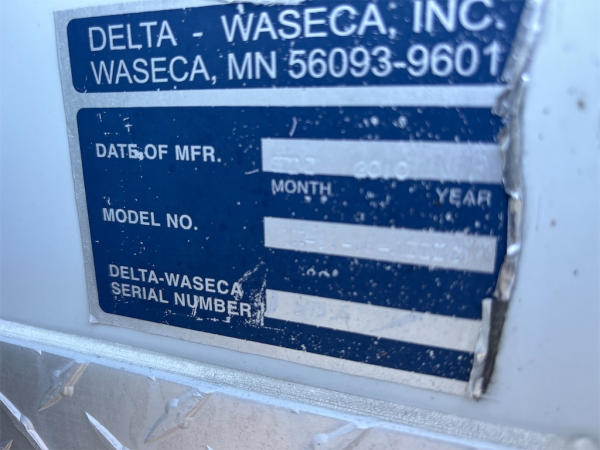 DELTA - WASECA, INC.
WASECA, MN 56093-9601
DATE OF MFR.
MONTH YEAR
MODEL NO.
DELTA-WASECA
SERIAL NUMBER